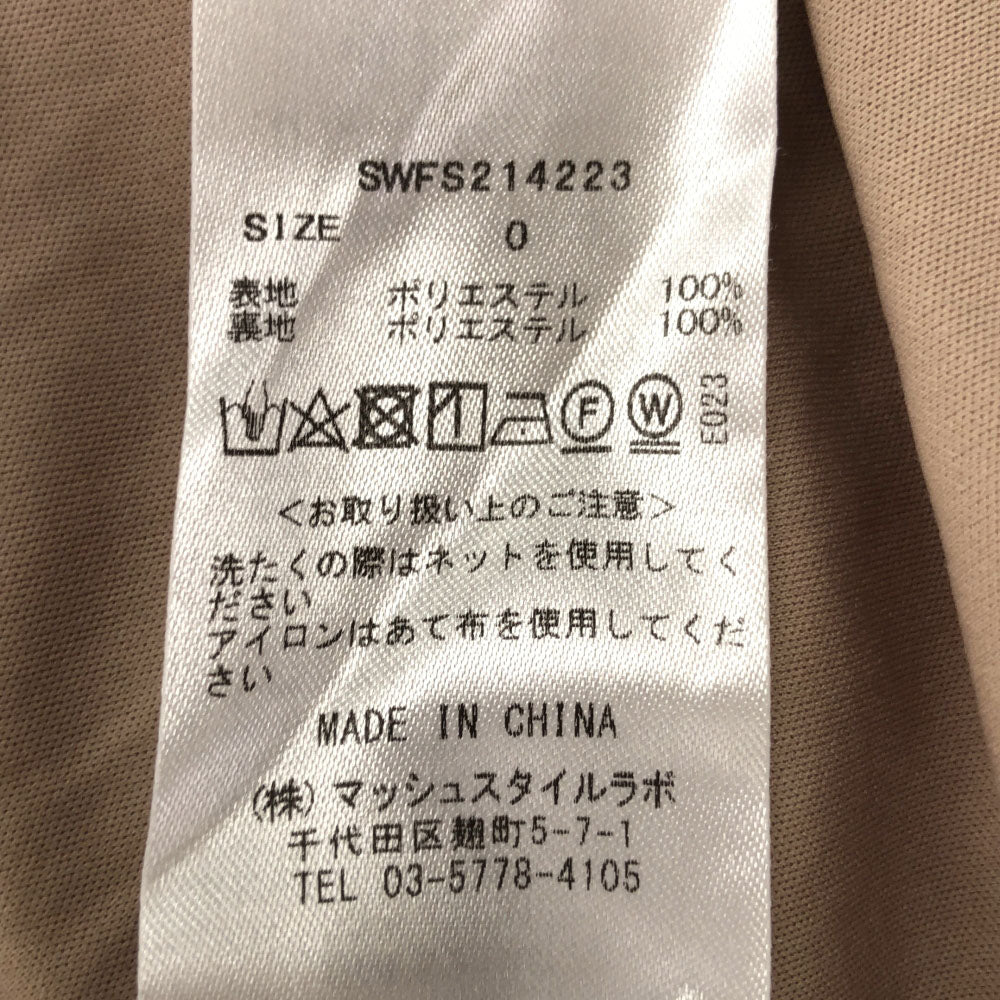 SWFS214223
SIZE 0
表地 ポリエステル 100%
裏地 ポリエステル 100%
1 F W E023
<お取り扱い上のご注意>
洗たくの際はネットを使用してく
ださい
アイロンはあて布を使用してくだ
さい
MADE IN CHINA
(株)マッシュスタイルラボ
千代田区麹町5-7-1
TEL 03-5778-4105